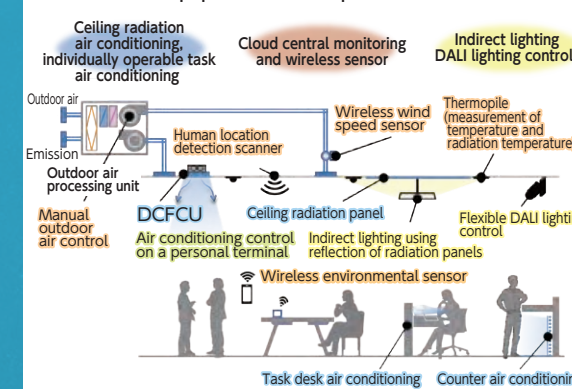 Ceiling radiation
air conditioning,
individually operable task
air conditioning
Cloud central monitoring
and wireless sensor
Indirect lighting
DALI lighting control
Outdoor air
Emission
Outdoor air
processing unit
Manual
outdoor
air control
Human location
detection scanner
Wireless wind
speed sensor
Thermopile
(measurement of
temperature and
radiation temperature
DCFCU
Air conditioning control
on a personal terminal
Ceiling radiation panel
Indirect lighting using
reflection of radiation panels
Flexible DALI lighti
control
Wireless environmental sensor
Task desk air conditioning
Counter air conditionin